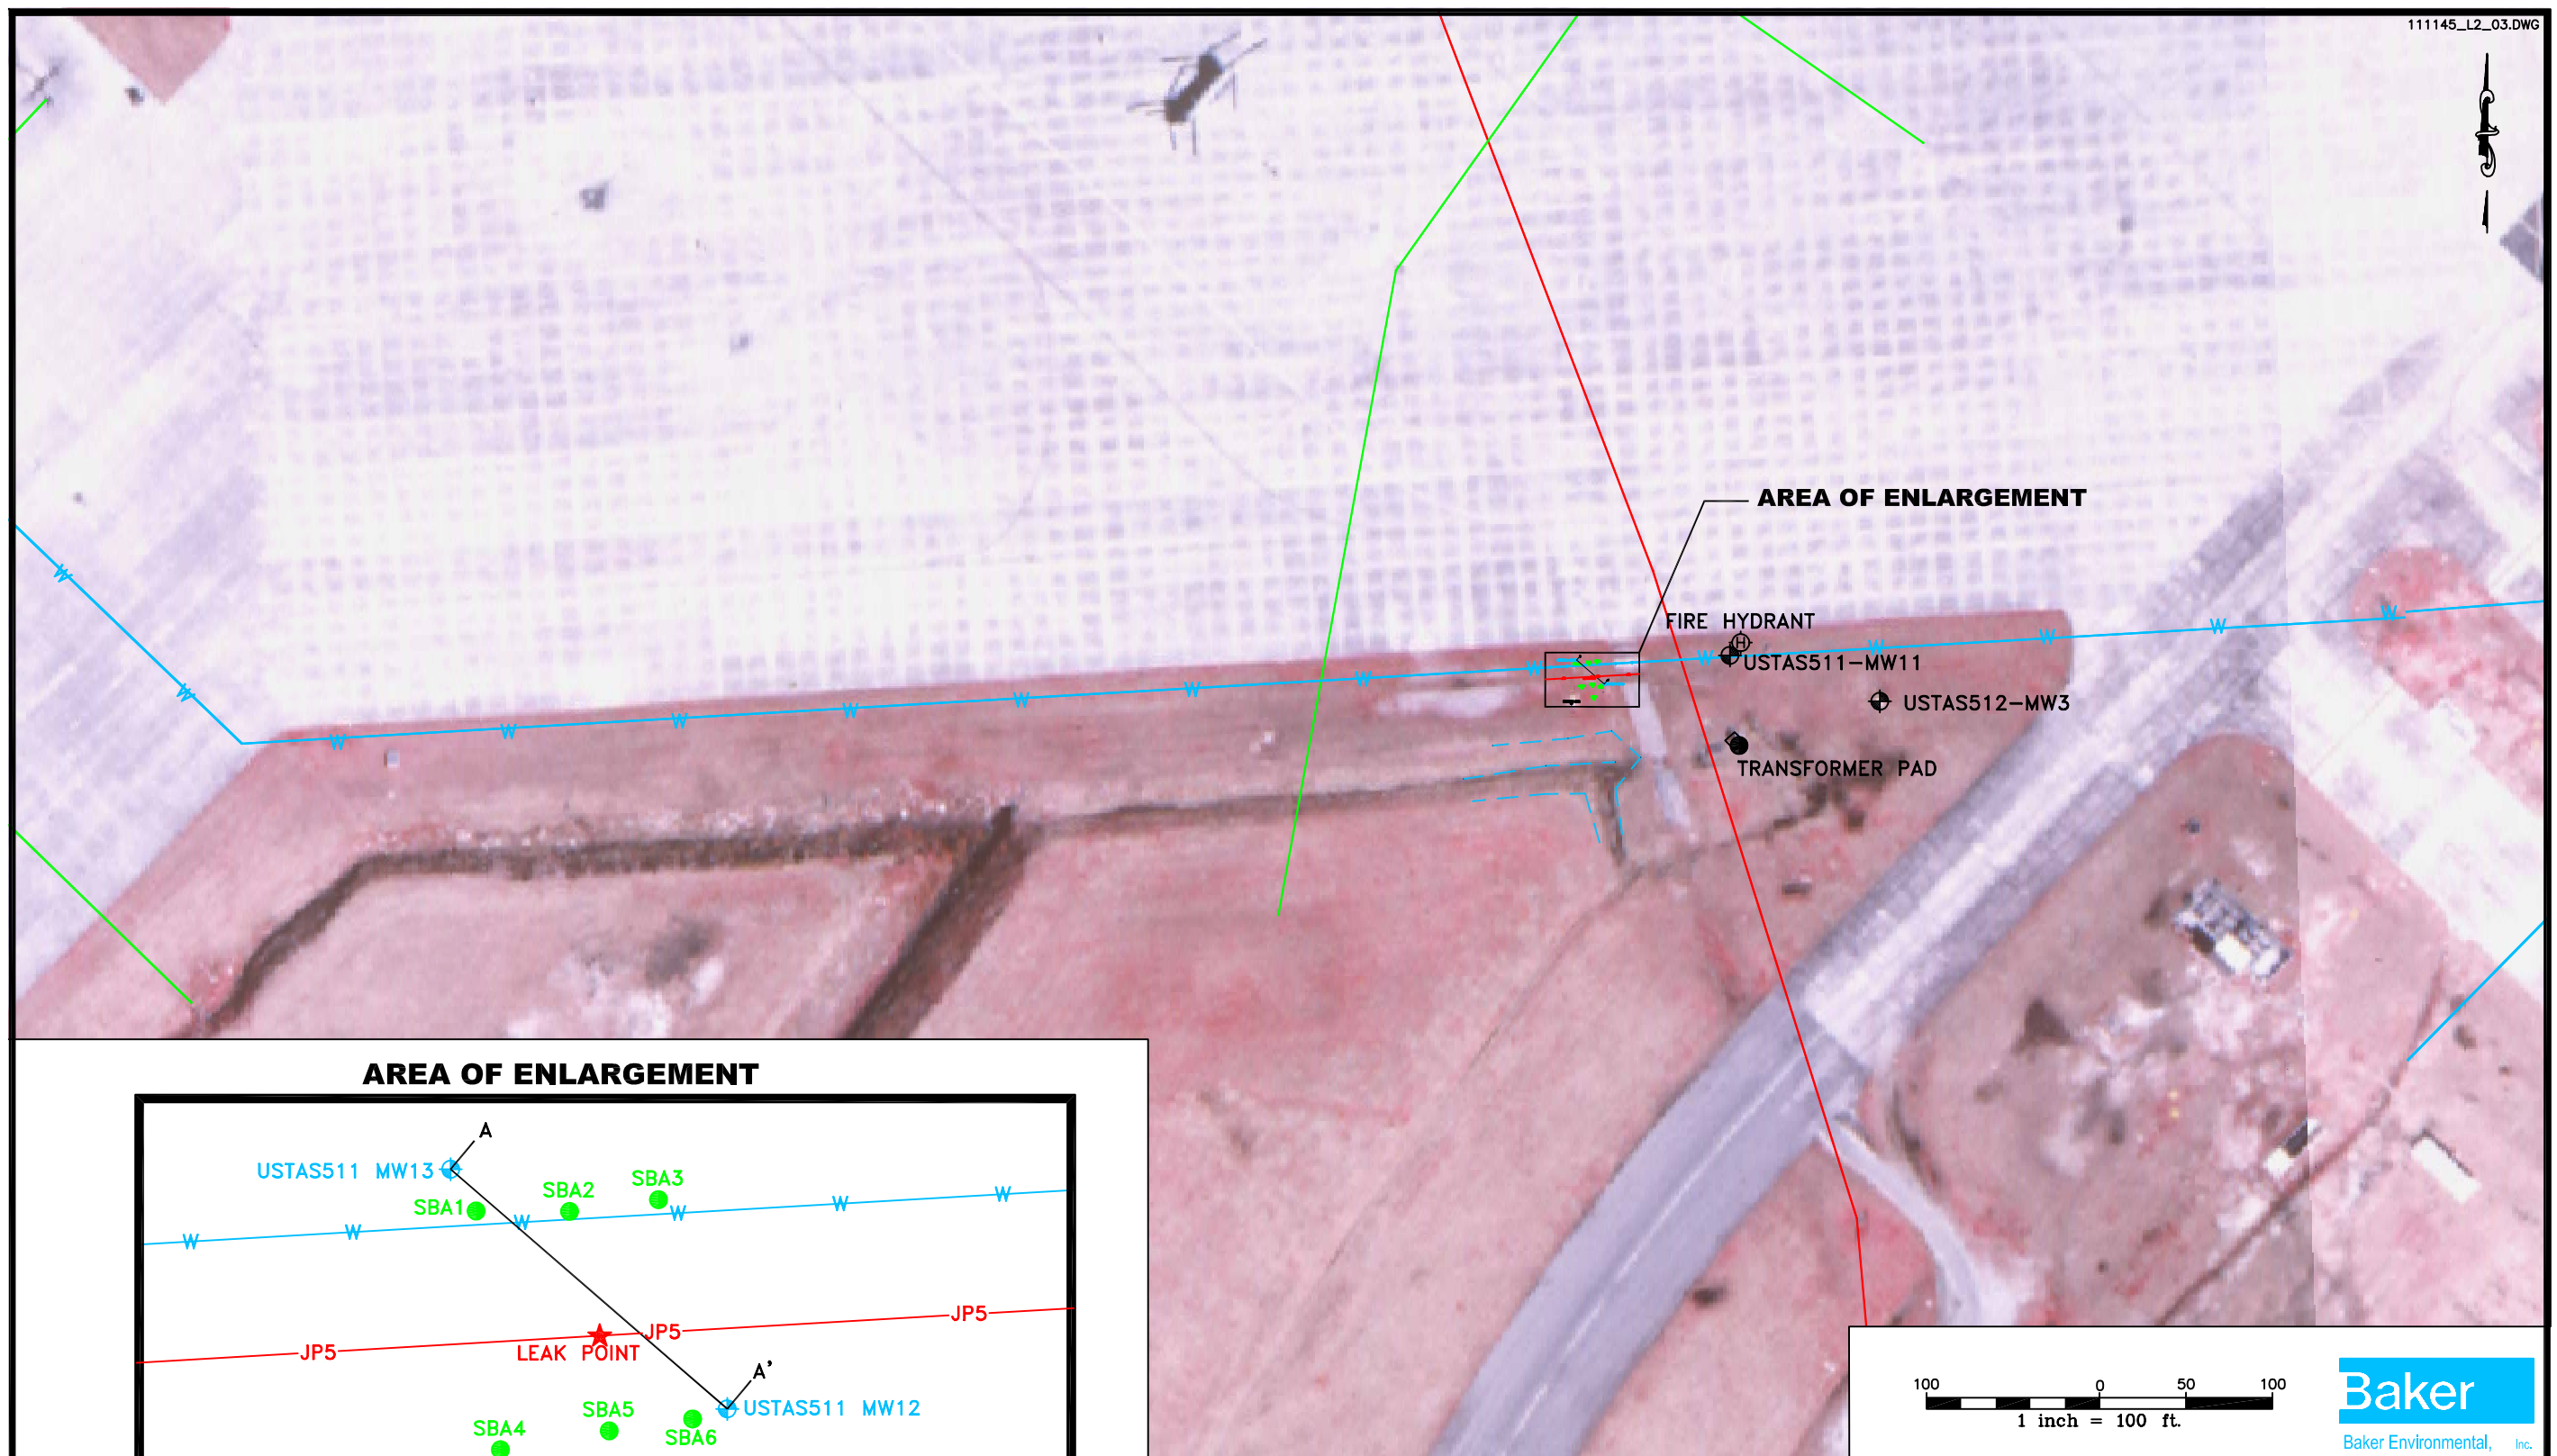 111145_L2_03.DWG
AREA OF ENLARGEMENT
FIRE HYDRANT
H
USTAS511-MW11
USTAS512-MW3
TRANSFORMER PAD
W W W W W W W W W W W W W W W
AREA OF ENLARGEMENT
A
USTAS511 MW13
SBA1
SBA2
SBA3
W W W W W W
JP5 JP5 JP5
LEAK POINT
A'
USTAS511 MW12
SBA4
SBA5
SBA6
100 0 50 100
1 inch = 100 ft.
Baker
Baker Environmental, Inc.